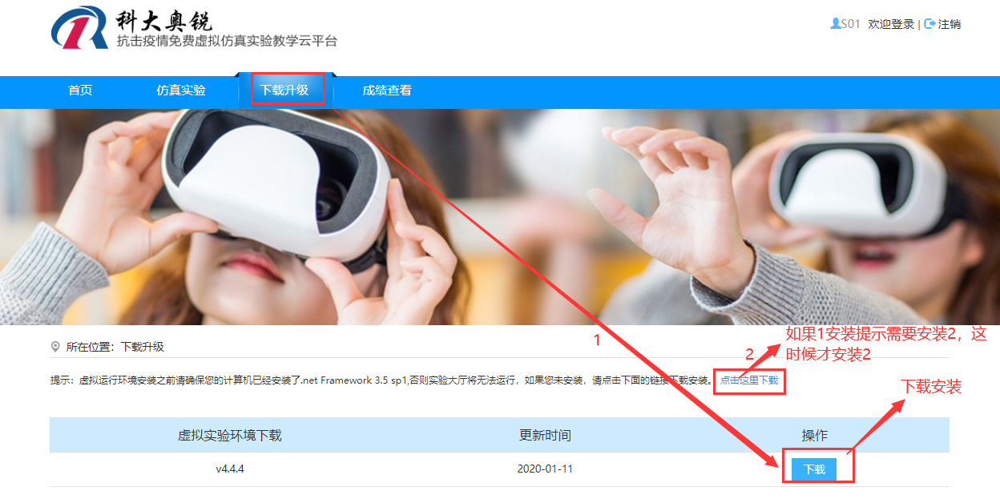 科大奥锐
抗击疫情免费虚拟仿真实验教学云平台
S01 欢迎登录 | 注销
首页 仿真实验 下载升级 成绩查看
1
如果1安装提示需要安装2，这
时候才安装2
2
所在位置：下载升级
提示：虚拟运行环境安装之前请确保您的计算机已经安装了.net Framework 3.5 sp1,否则实验大厅将无法运行，如果您未安装，请点击下面的链接下载安装。 点击这里下载
下载安装
虚拟实验环境下载 更新时间 操作
v4.4.4 2020-01-11 下载